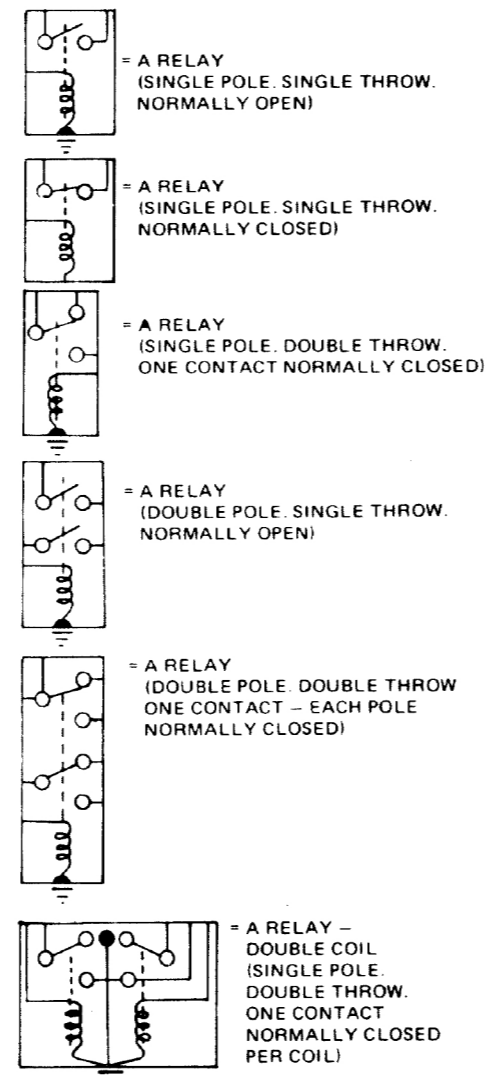 = A RELAY
(SINGLE POLE. SINGLE THROW.
NORMALLY OPEN)
= A RELAY
(SINGLE POLE. SINGLE THROW.
NORMALLY CLOSED)
= A RELAY
(SINGLE POLE. DOUBLE THROW.
ONE CONTACT NORMALLY CLOSED)
= A RELAY
(DOUBLE POLE. SINGLE THROW.
NORMALLY OPEN)
= A RELAY
(DOUBLE POLE. DOUBLE THROW
ONE CONTACT – EACH POLE
NORMALLY CLOSED)
= A RELAY –
DOUBLE COIL
(SINGLE POLE.
DOUBLE THROW.
ONE CONTACT
NORMALLY CLOSED
PER COIL)